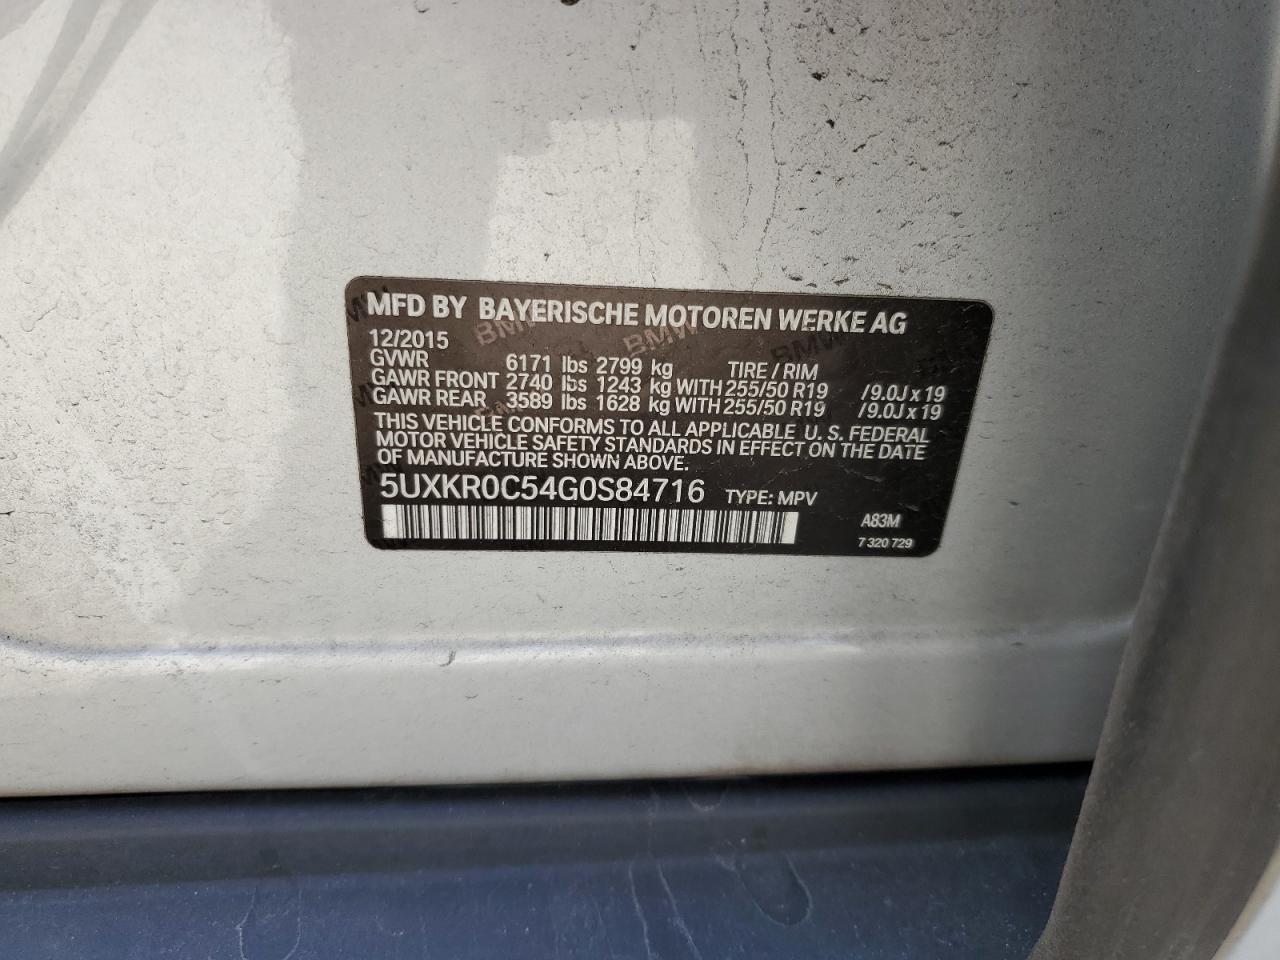 MFD BY BAYERISCHE MOTOREN WERKE AG
12/2015
GVWR 6171 lbs 2799 kg TIRE / RIM
GAWR FRONT 2740 lbs 1243 kg WITH 255/50 R19 /9.0J x 19
GAWR REAR 3589 lbs 1628 kg WITH 255/50 R19 /9.0J x 19
THIS VEHICLE CONFORMS TO ALL APPLICABLE U. S. FEDERAL
MOTOR VEHICLE SAFETY STANDARDS IN EFFECT ON THE DATE
OF MANUFACTURE SHOWN ABOVE.
5UXKR0C54G0S84716 TYPE: MPV
A83M
7 320 729